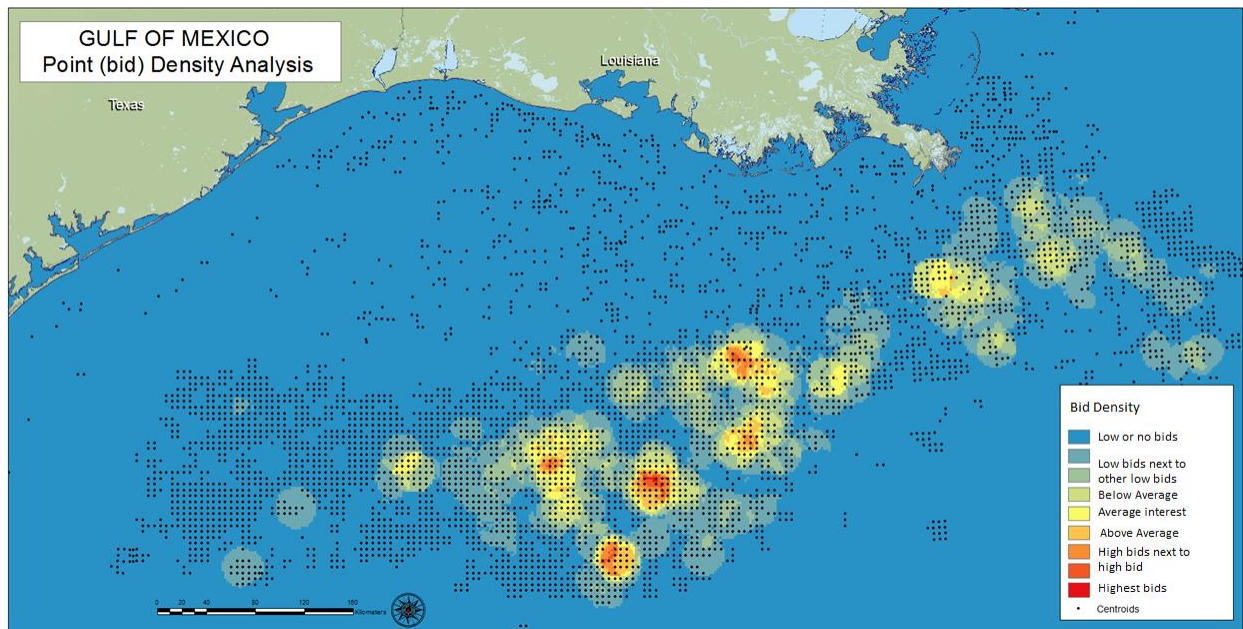 GULF OF MEXICO
Point (bid) Density Analysis
Louisiana
Texas
Bid Density
Low or no bids
Low bids next to
other low bids
Below Average
Average interest
Above Average
High bids next to
high bid
Highest bids
Centroids
0 20 40 80 120 160
Kilometers